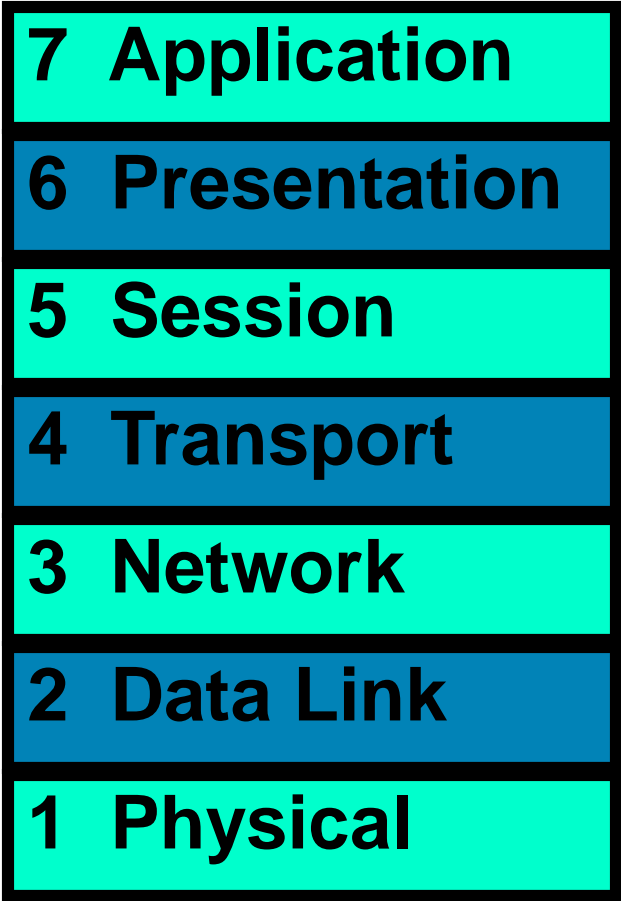 7 Application
6 Presentation
5 Session
4 Transport
3 Network
2 Data Link
1 Physical